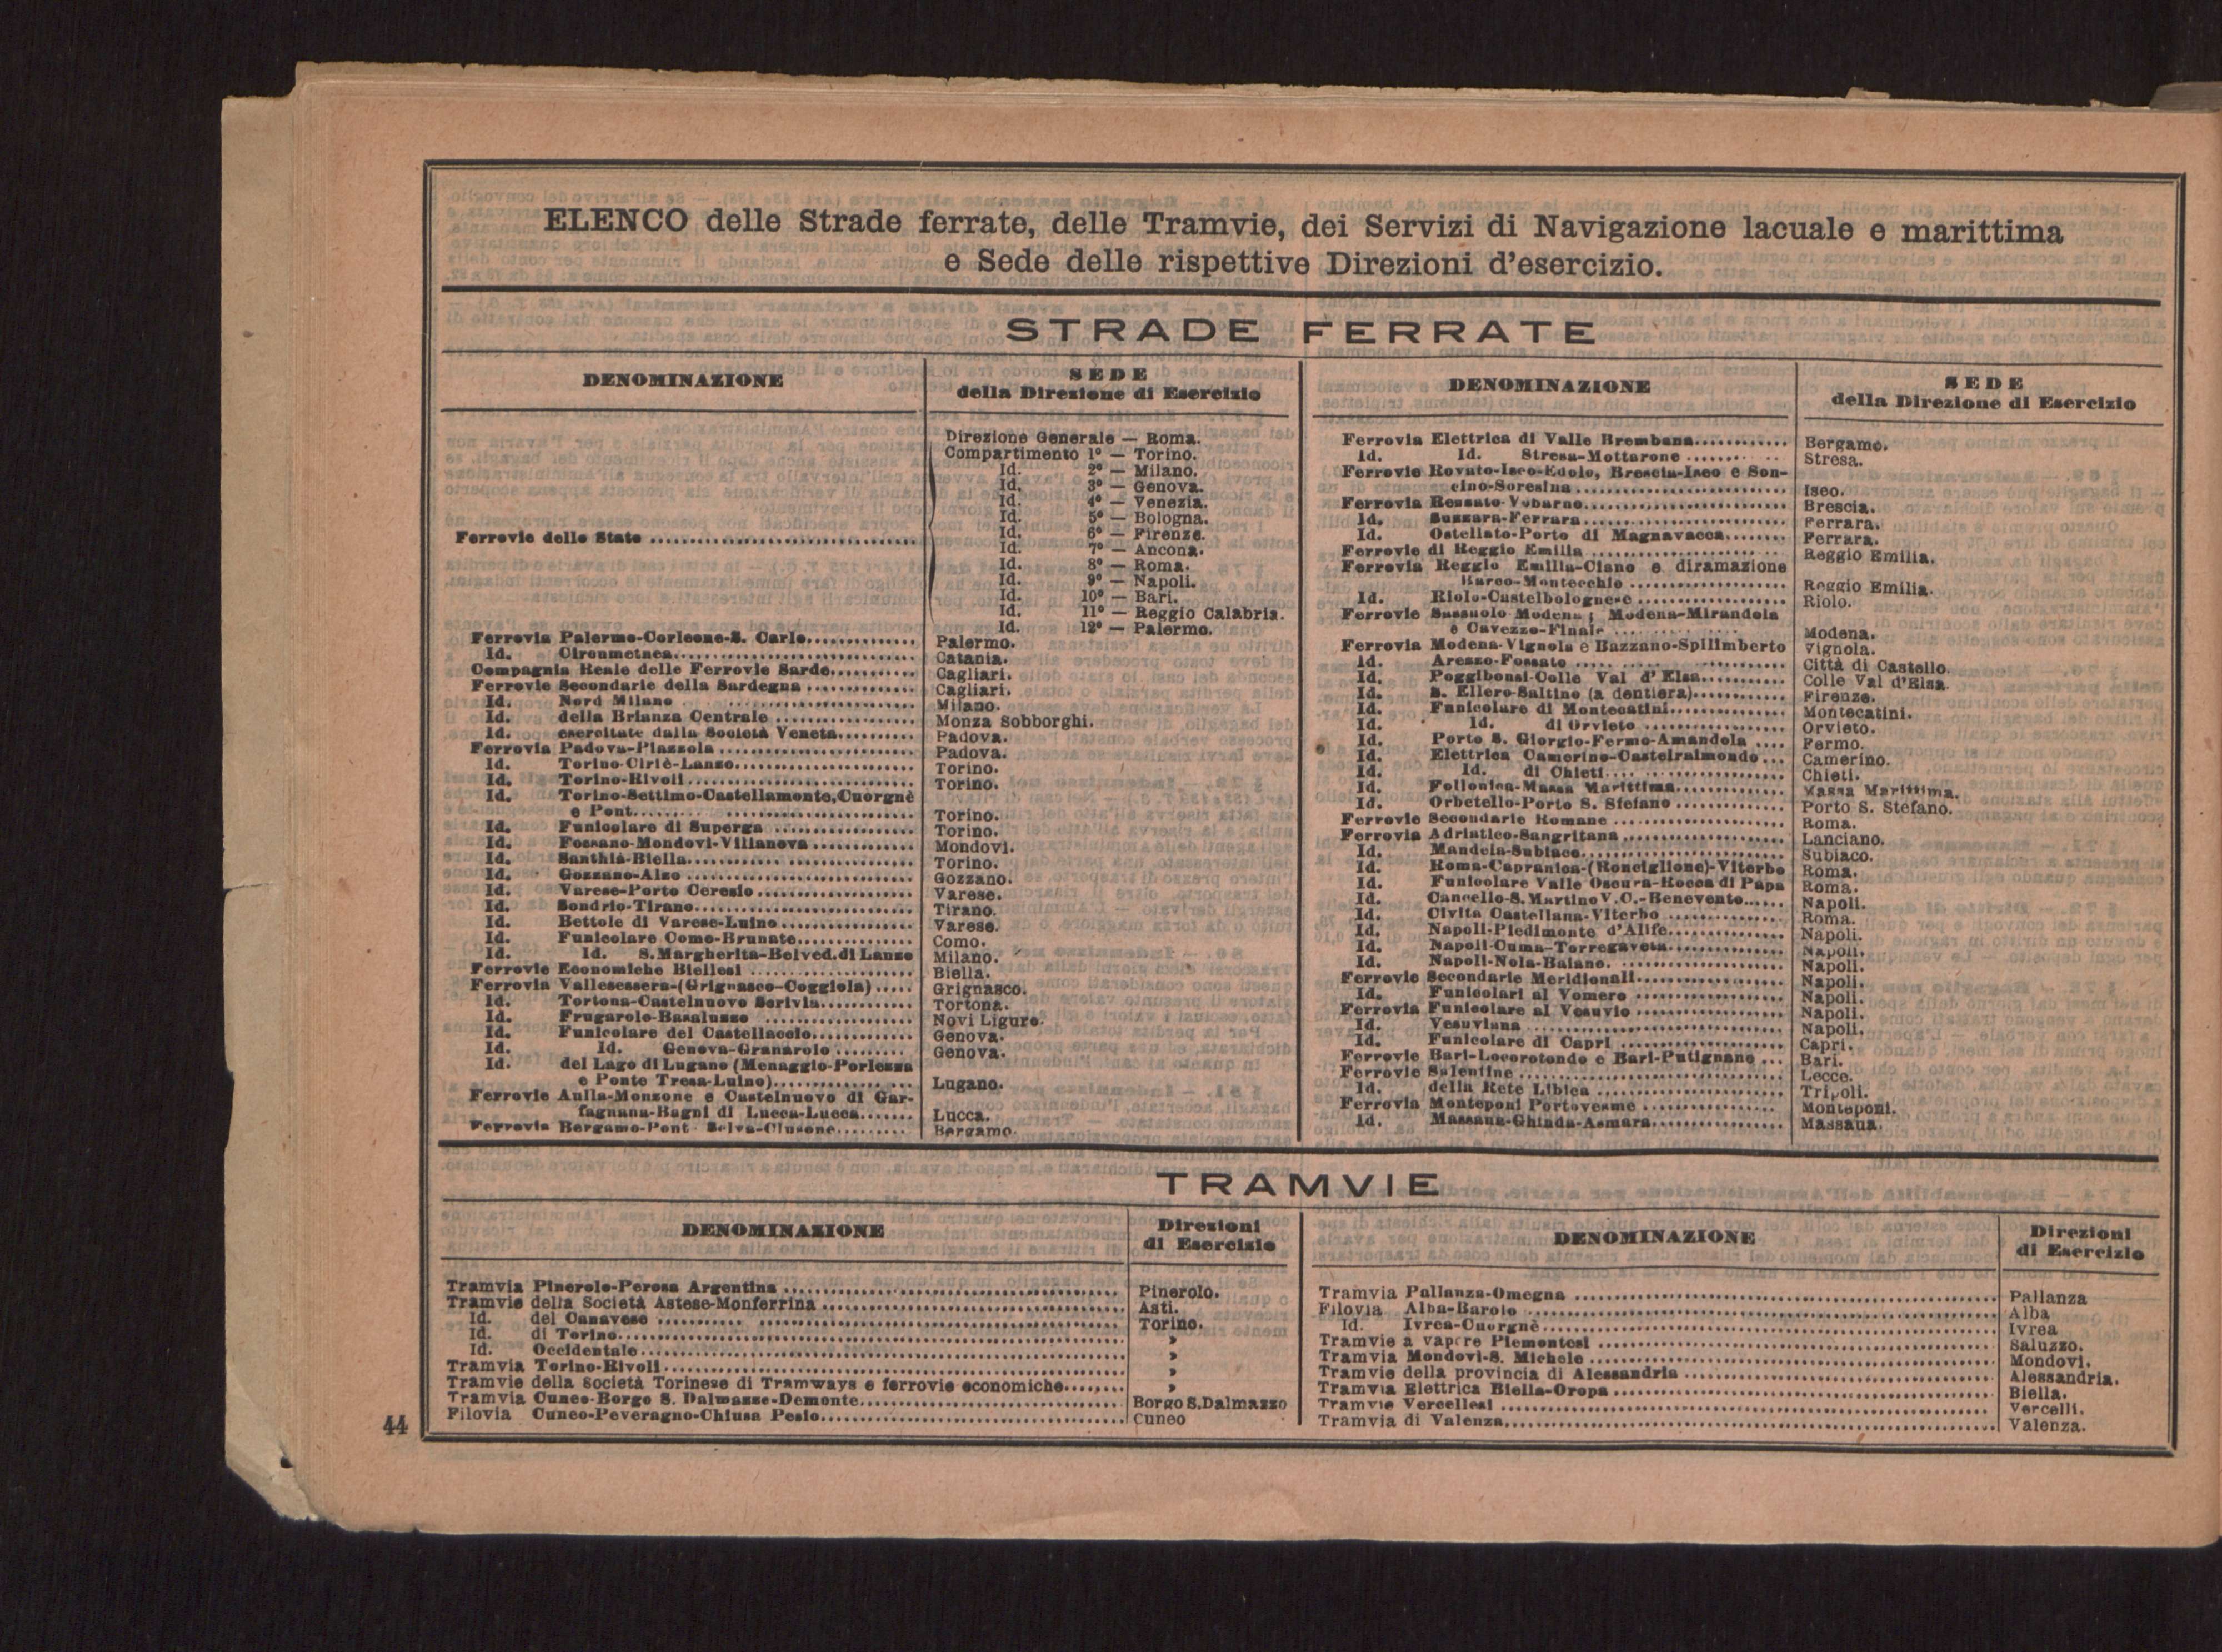 ELENCO delle Strade ferrate, delle Tramvie, dei Servizi di Navigazione lacuale e marittima
e Sede delle rispettive Direzioni d'esercizio.
STRADE FERRATE
DENOMINAZIONE
SEDE
della Direzione di Esercizio
Ferrovie dello Stato
Direzione Generale — Roma.
Compartimento 1º — Torino.
Id. 2º — Milano.
Id. 3º — Genova.
Id. 4º — Venezia.
Id. 5º — Bologna.
Id. 6º — Firenze.
Id. 7º — Ancona.
Id. 8º — Roma.
Id. 9º — Napoli.
Id. 10º — Bari.
Id. 11º — Reggio Calabria.
Id. 12º — Palermo.
Ferrovia Palermo-Corleone-S. Carlo............. Palermo.
Id. Circumetnea............. Catania.
Compagnia Reale delle Ferrovie Sarde............. Cagliari.
Ferrovie Secondarie della Sardegna ............. Cagliari.
Id. Nord Milano ............. Milano.
Id. della Brianza Centrale ............. Monza Sobborghi.
Id. esercitate dalla Società Veneta............. Padova.
Ferrovia Padova-Piazzola ............. Padova.
Id. Torino-Ciriè-Lanzo............. Torino.
Id. Torino-Rivoli............. Torino.
Id. Torino-Settimo-Castellamonte, Cuorgnè
e Pont............. Torino.
Id. Funicolare di Superga ............. Torino.
Id. Fossano-Mondovì-Villanova ............. Mondovì.
Id. Santhià-Biella............. Torino.
Id. Gozzano-Alzo ............. Gozzano.
Id. Varese-Porto Ceresio ............. Varese.
Id. Sondrio-Tirano............. Tirano.
Id. Bettole di Varese-Luino............. Varese.
Id. Funicolare Como-Brunate............. Como.
Id. Id. S. Margherita-Belved. di Lanzo Milano.
Ferrovie Economiche Biellesi ............. Biella.
Ferrovia Vallesessera-(Grignasco-Coggiola) ..... Grignasco.
Id. Tortona-Castelnuovo Scrivia............. Tortona.
Id. Frugarolo-Basaluzzo ............. Novi Ligure.
Id. Funicolare del Castellaccio............. Genova.
Id. Id. Genova-Granarolo ......... Genova.
Id. del Lago di Lugano (Menaggio-Porlezza
e Ponte Tresa-Luino)............. Lugano.
Ferrovie Aulla-Monzone e Castelnuovo di Gar-
fagnana-Bagni di Lucca-Lucca....... Lucca.
Ferrovia Bergamo-Ponte Selva-Clusone......... Bergamo.
DENOMINAZIONE
SEDE
della Direzione di Esercizio
Ferrovia Elettrica di Valle Brembana............ Bergamo.
Id. Id. Stresa-Mottarone ............ Stresa.
Ferrovie Rovato-Iseo-Edolo, Brescia-Iseo e Son-
cino-Soresina ............ Iseo.
Ferrovia Rezzato-Vobarno............ Brescia.
Id. Suzzara-Ferrara............ Ferrara.
Id. Ostellato-Porto di Magnavacca........ Ferrara.
Ferrovie di Reggio Emilia ............ Reggio Emilia.
Ferrovia Reggio Emilia-Ciano e diramazione
Barco-Montecchio ............ Reggio Emilia.
Id. Riolo-Castelbolognese ............ Riolo.
Ferrovie Sassuolo-Modena; Modena-Mirandola
e Cavezzo-Finale ............ Modena.
Ferrovia Modena-Vignola e Bazzano-Spilimberto Vignola.
Id. Arezzo-Fossato ............ Città di Castello.
Id. Poggibonsi-Colle Val d'Elsa............ Colle Val d'Elsa.
Id. S. Ellero-Saltino (a dentiera)............ Firenze.
Id. Funicolare di Montecatini............ Montecatini.
Id. Id. di Orvieto ............ Orvieto.
Id. Porto S. Giorgio-Fermo-Amandola .... Fermo.
Id. Elettrica Camerino-Castelraimondo... Camerino.
Id. Id. di Chieti............ Chieti.
Id. Follonica-Massa Marittima............ Massa Marittima.
Id. Orbetello-Porto S. Stefano ............ Porto S. Stefano.
Ferrovie Secondarie Romane ............ Roma.
Ferrovia Adriatico-Sangritana ............ Lanciano.
Id. Mandela-Subiaco............ Subiaco.
Id. Roma-Capranica-(Ronciglione)-Viterbo Roma.
Id. Funicolare Valle Oscura-Rocca di Papa Roma.
Id. Cancello-S. Martino V. C.-Benevento...... Napoli.
Id. Civita Castellana-Viterbo ............ Roma.
Id. Napoli-Piedimonte d'Alife............ Napoli.
Id. Napoli-Cuma-Torregaveta............ Napoli.
Id. Napoli-Nola-Baiano. ............ Napoli.
Ferrovie Secondarie Meridionali............ Napoli.
Id. Funicolari al Vomero ............ Napoli.
Ferrovia Funicolare al Vesuvio ............ Napoli.
Id. Vesuviana ............ Napoli.
Id. Funicolare di Capri ............ Capri.
Ferrovie Bari-Locorotondo e Bari-Putignano ... Bari.
Ferrovie Salentine ............ Lecce.
Id. della Rete Libica ............ Tripoli.
Ferrovia Monteponi Portovesme ............ Monteponi.
Id. Massaua-Ghinda-Asmara............ Massaua.
TRAMVIE
DENOMINAZIONE
Direzioni
di Esercizio
Tramvia Pinerolo-Perosa Argentina ............ Pinerolo.
Tramvie della Società Astese-Monferrina ............ Asti.
Id. del Canavese ............ Torino.
Id. di Torino............ »
Id. Occidentale............ »
Tramvia Torino-Rivoli............ »
Tramvie della Società Torinese di Tramways e ferrovie economiche........ »
Tramvia Cuneo-Borgo S. Dalmazzo-Demonte............ Borgo S. Dalmazzo
Filovia Cuneo-Peveragno-Chiusa Pesio............ Cuneo
DENOMINAZIONE
Direzioni
di Esercizio
Tramvia Pallanza-Omegna ............ Pallanza
Filovia Alba-Barolo ............ Alba
Id. Ivrea-Cuorgnè............ Ivrea
Tramvie a vapore Piemontesi ............ Saluzzo.
Tramvia Mondovì-S. Michele ............ Mondovì.
Tramvie della provincia di Alessandria ............ Alessandria.
Tramvia Elettrica Biella-Oropa ............ Biella.
Tramvie Vercellesi ............ Vercelli.
Tramvia di Valenza............ Valenza.
44